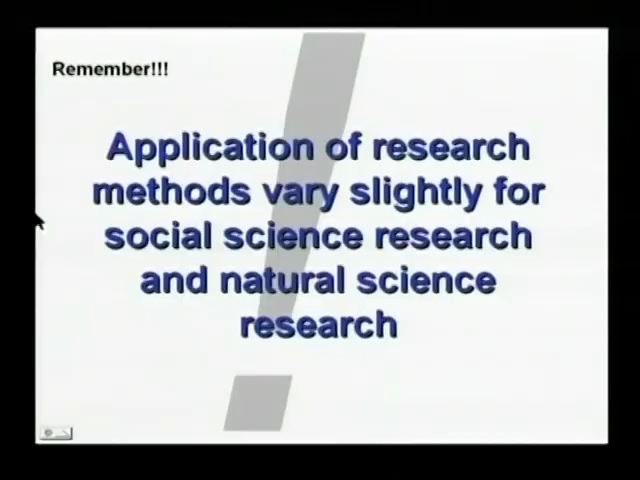 Remember!!!
Application of research
methods vary slightly for
social science research
and natural science
research